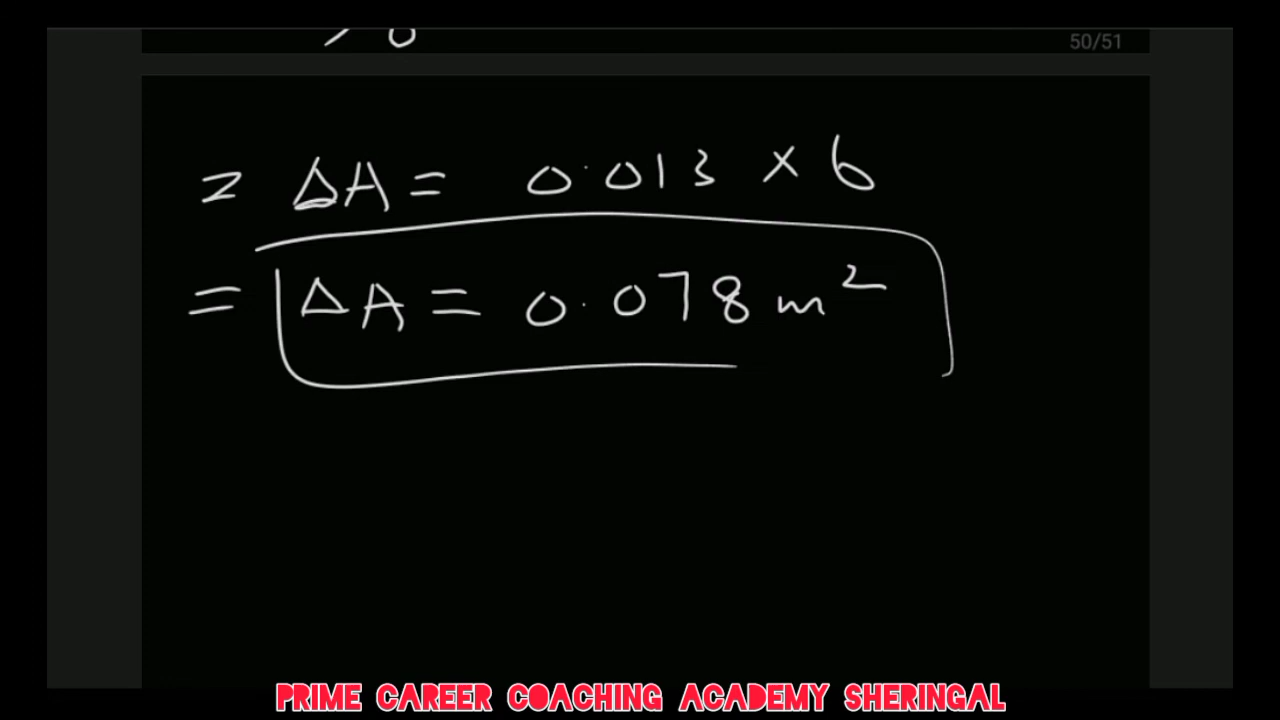 50/51
= ΔA = 0.013 × 6
= ΔA = 0.078 m²
PRIME CAREER COACHING ACADEMY SHERINGAL